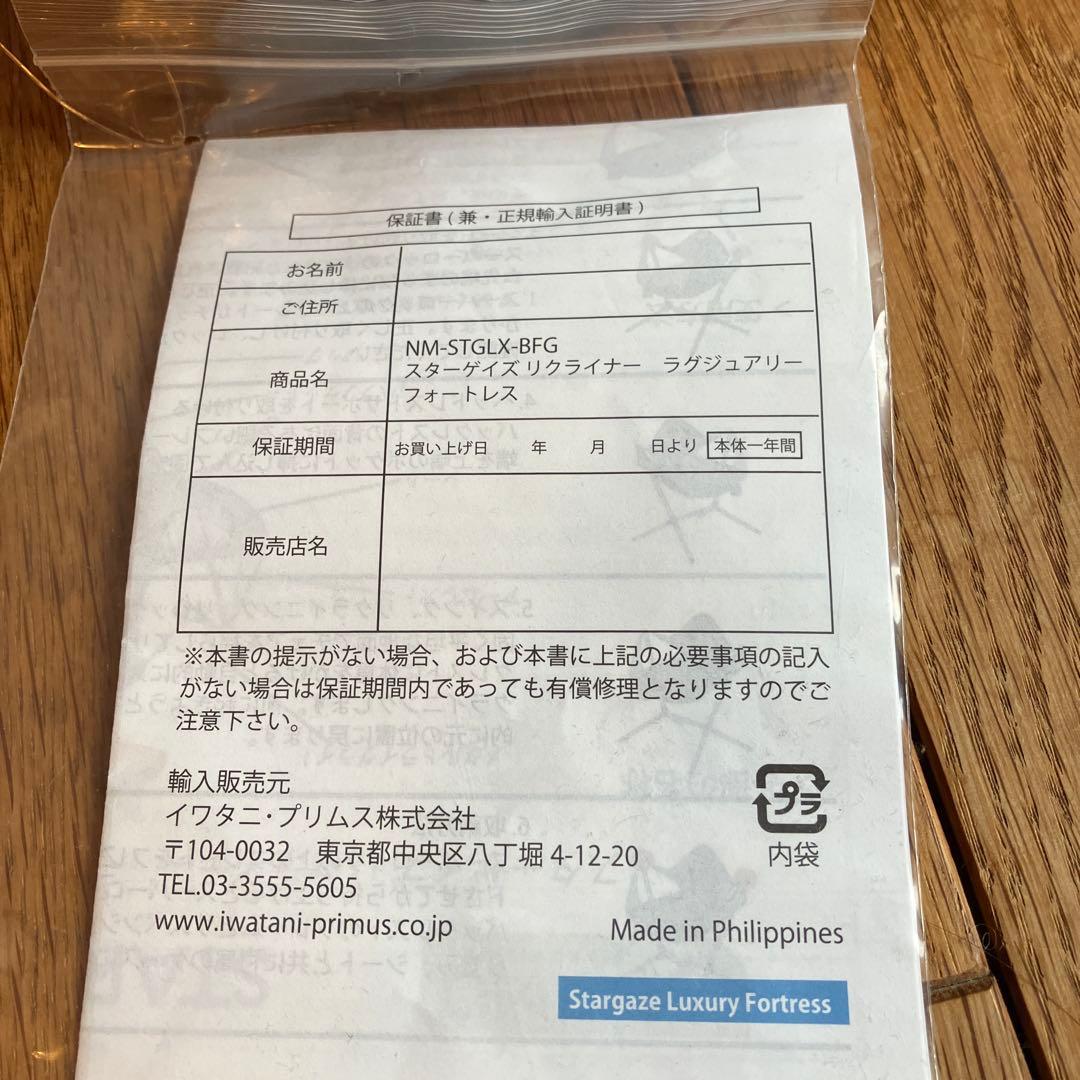 保証書(兼・正規輸入証明書)
お名前
ご住所
商品名
NM-STGLX-BFG
スターゲイズ リクライナー　ラグジュアリー
フォートレス
保証期間
お買い上げ日　年　月　日より 本体一年間
販売店名
※本書の提示がない場合、および本書に上記の必要事項の記入
がない場合は保証期間内であっても有償修理となりますのでご
注意下さい。
輸入販売元
イワタニ・プリムス株式会社
〒104-0032　東京都中央区八丁堀 4-12-20
TEL.03-3555-5605
www.iwatani-primus.co.jp
プラ
内袋
Made in Philippines
Stargaze Luxury Fortress